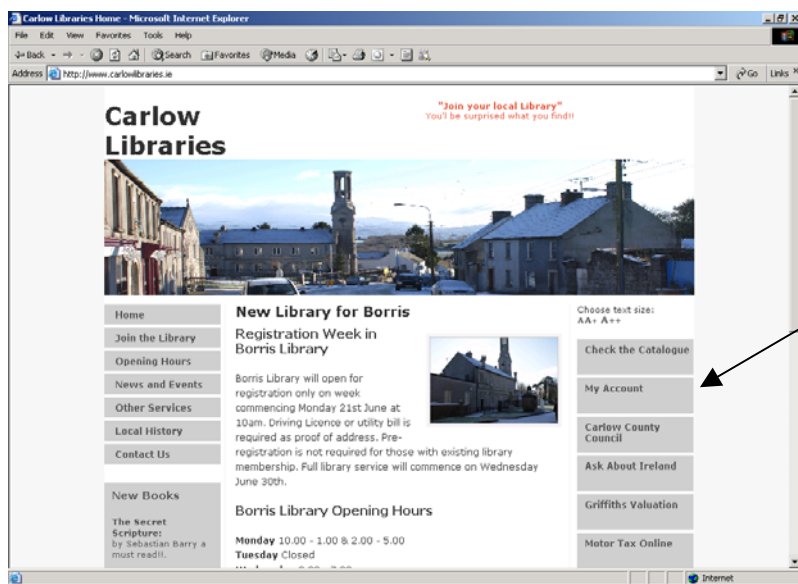 Carlow Libraries Home - Microsoft Internet Explorer
File Edit View Favorites Tools Help
Back Search Favorites Media
Address http://www.carlowlibraries.ie Go Links
Carlow
Libraries
"Join your local Library"
You'll be surprised what you find!!
Home
Join the Library
Opening Hours
News and Events
Other Services
Local History
Contact Us
New Books
The Secret
Scripture:
by Sebastian Barry a
must read!!.
New Library for Borris
Registration Week in
Borris Library
Borris Library will open for
registration only on week
commencing Monday 21st June at
10am. Driving Licence or utility bill is
required as proof of address. Pre-
registration is not required for those with existing library
membership. Full library service will commence on Wednesday
June 30th.
Borris Library Opening Hours
Monday 10.00 - 1.00 & 2.00 - 5.00
Tuesday Closed
Choose text size:
A A+ A++
Check the Catalogue
My Account
Carlow County
Council
Ask About Ireland
Griffiths Valuation
Motor Tax Online
Internet